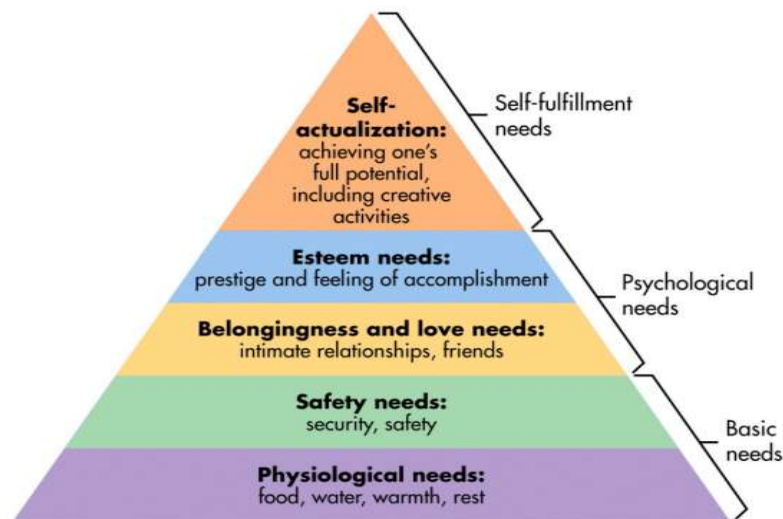 Self-
actualization:
achieving one's
full potential,
including creative
activities
Self-fulfillment
needs
Esteem needs:
prestige and feeling of accomplishment
Psychological
needs
Belongingness and love needs:
intimate relationships, friends
Safety needs:
security, safety
Basic
needs
Physiological needs:
food, water, warmth, rest